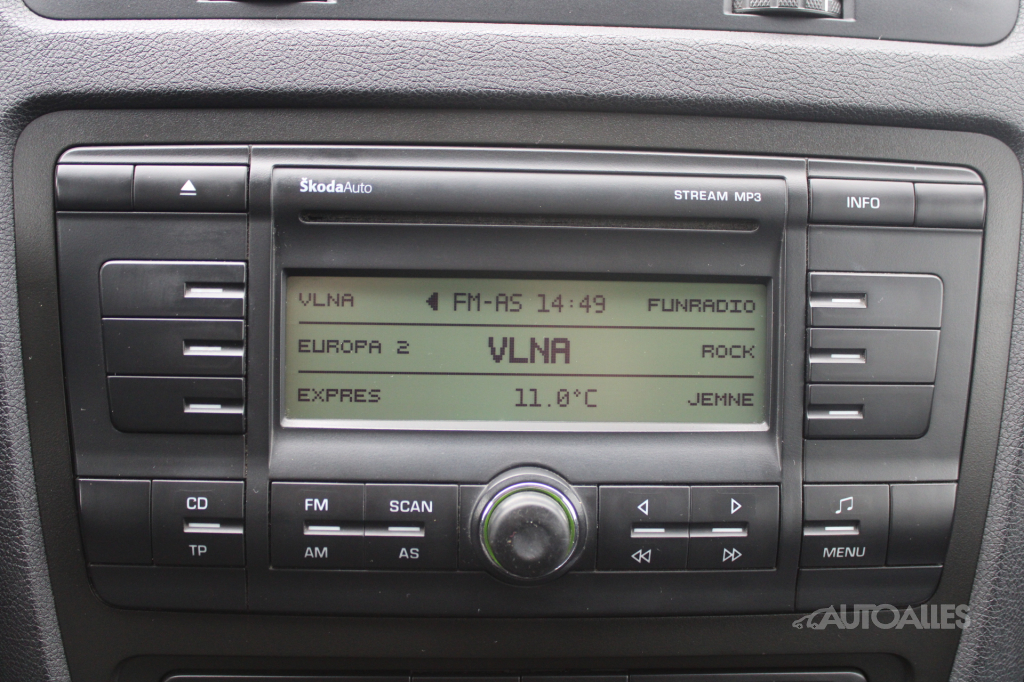 ŠkodaAuto
STREAM MP3
INFO
VLNA
FM-AS 14:49
FUNRADIO
EUROPA 2
VLNA
ROCK
EXPRES
11.0°C
JEMNE
CD
TP
FM
AM
SCAN
AS
MENU
AUTOALLES